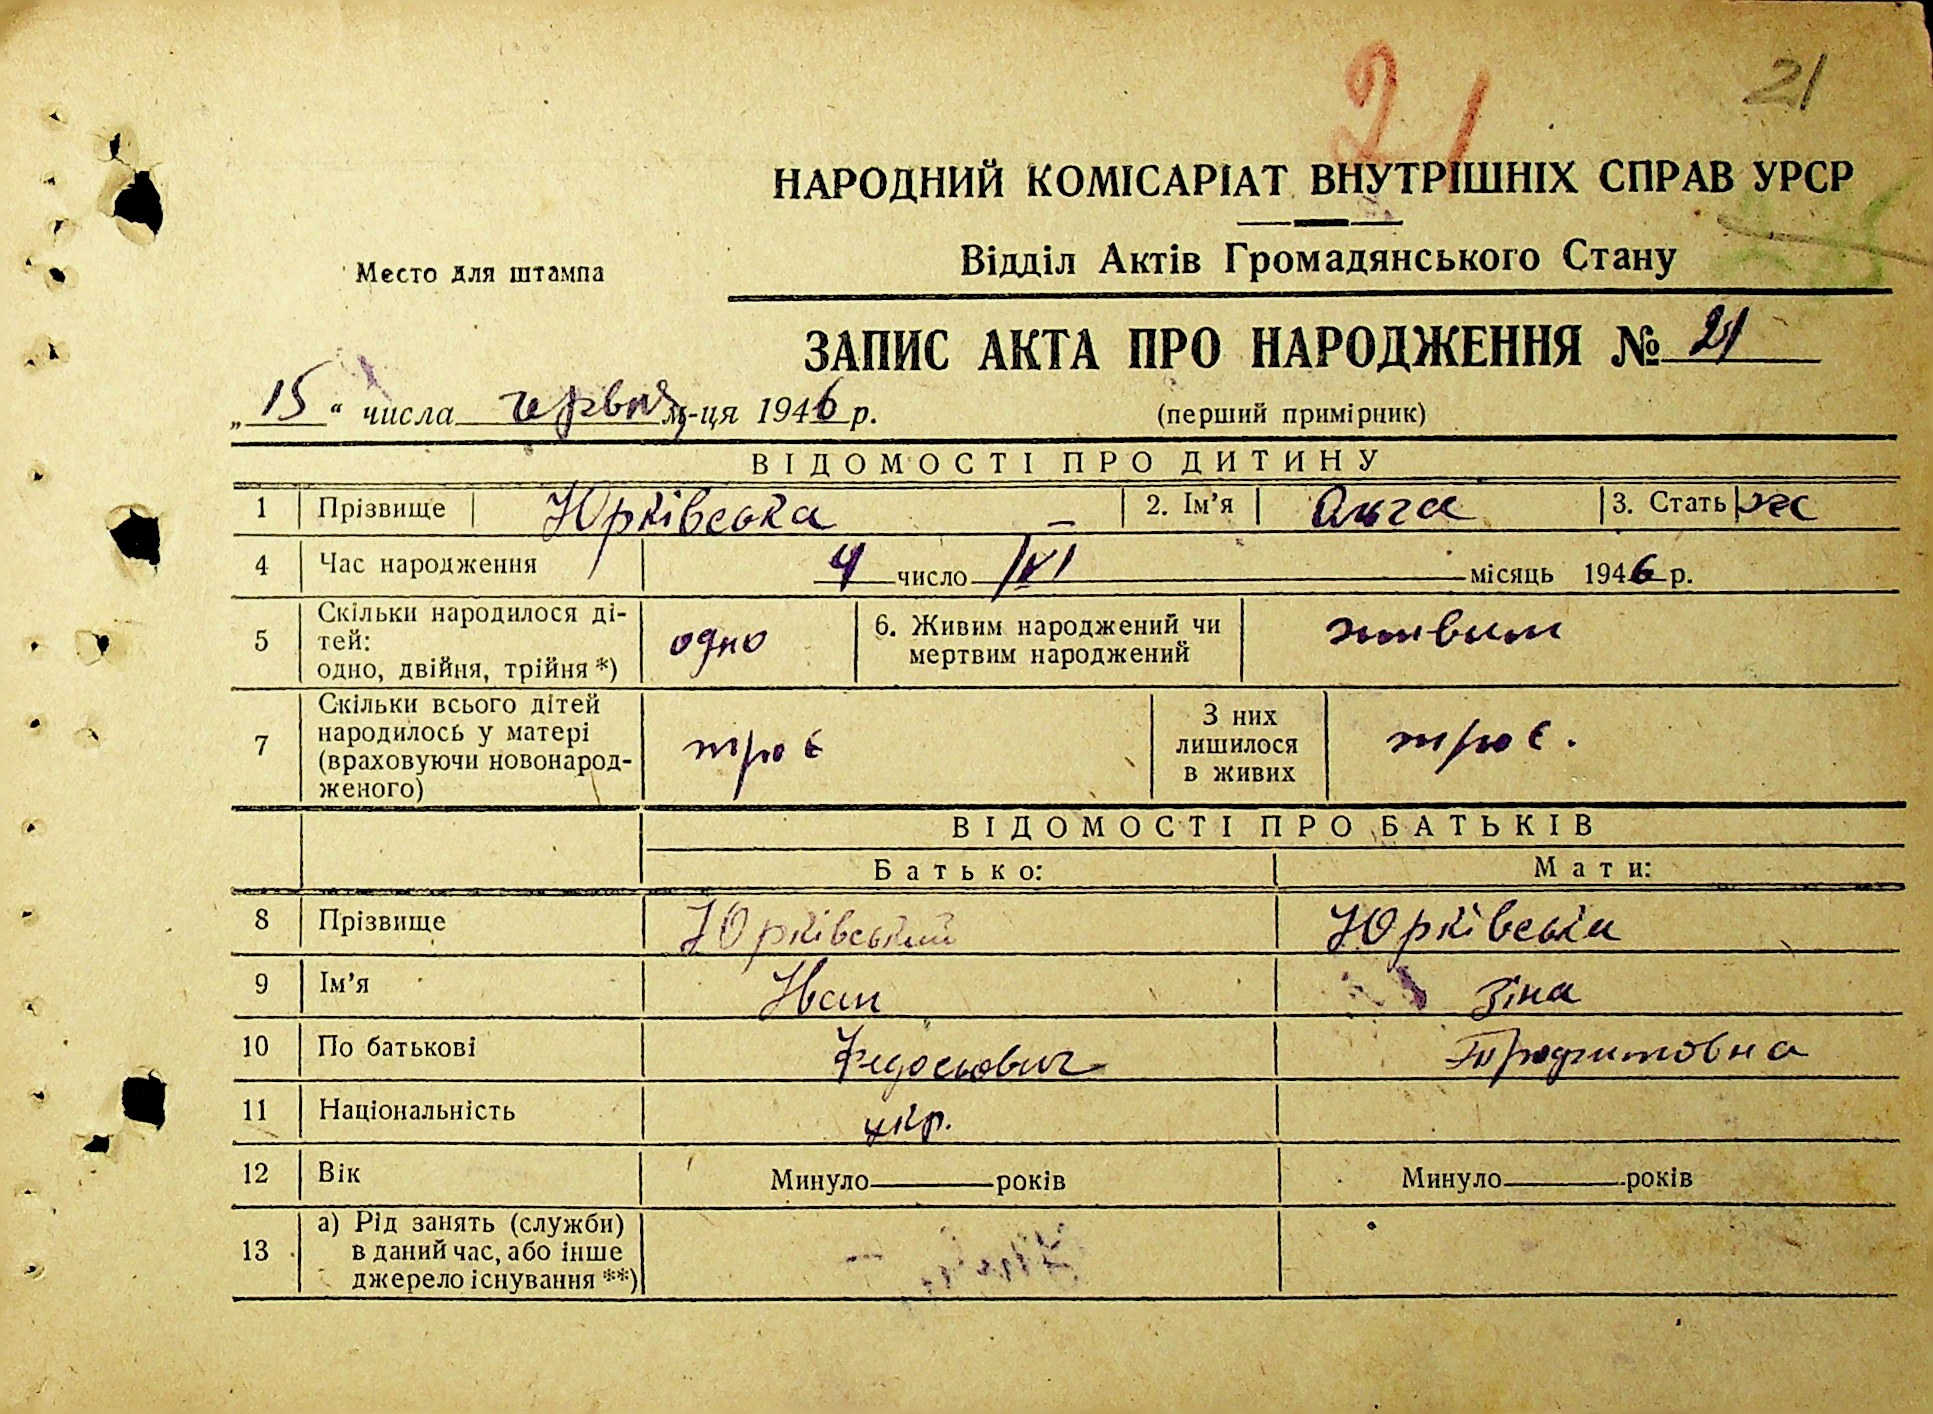 21 21
НАРОДНИЙ КОМІСАРІАТ ВНУТРІШНІХ СПРАВ УРСР
Відділ Актів Громадянського Стану
Место для штампа
ЗАПИС АКТА ПРО НАРОДЖЕННЯ № 21
„15“ числа червня м-ця 1946 р. (перший примірник)
ВІДОМОСТІ ПРО ДИТИНУ
1 Прізвище Юрківська 2. Ім'я Ольга 3. Стать ж
4 Час народження 4 число VI місяць 1946 р.
5 Скільки народилося ді-
тей:
одно, двійня, трійня *) одно 6. Живим народжений чи
мертвим народжений живим
7 Скільки всього дітей
народилось у матері
(враховуючи новонарод-
женого) троє З них
лишилося
в живих троє.
ВІДОМОСТІ ПРО БАТЬКІВ
Батько: Мати:
8 Прізвище Юрківський Юрківська
9 Ім'я Іван Зіна
10 По батькові Федосьович Трофимовна
11 Національність укр.
12 Вік Минуло років Минуло років
13 а) Рід занять (служби)
в даний час, або інше
джерело існування **)